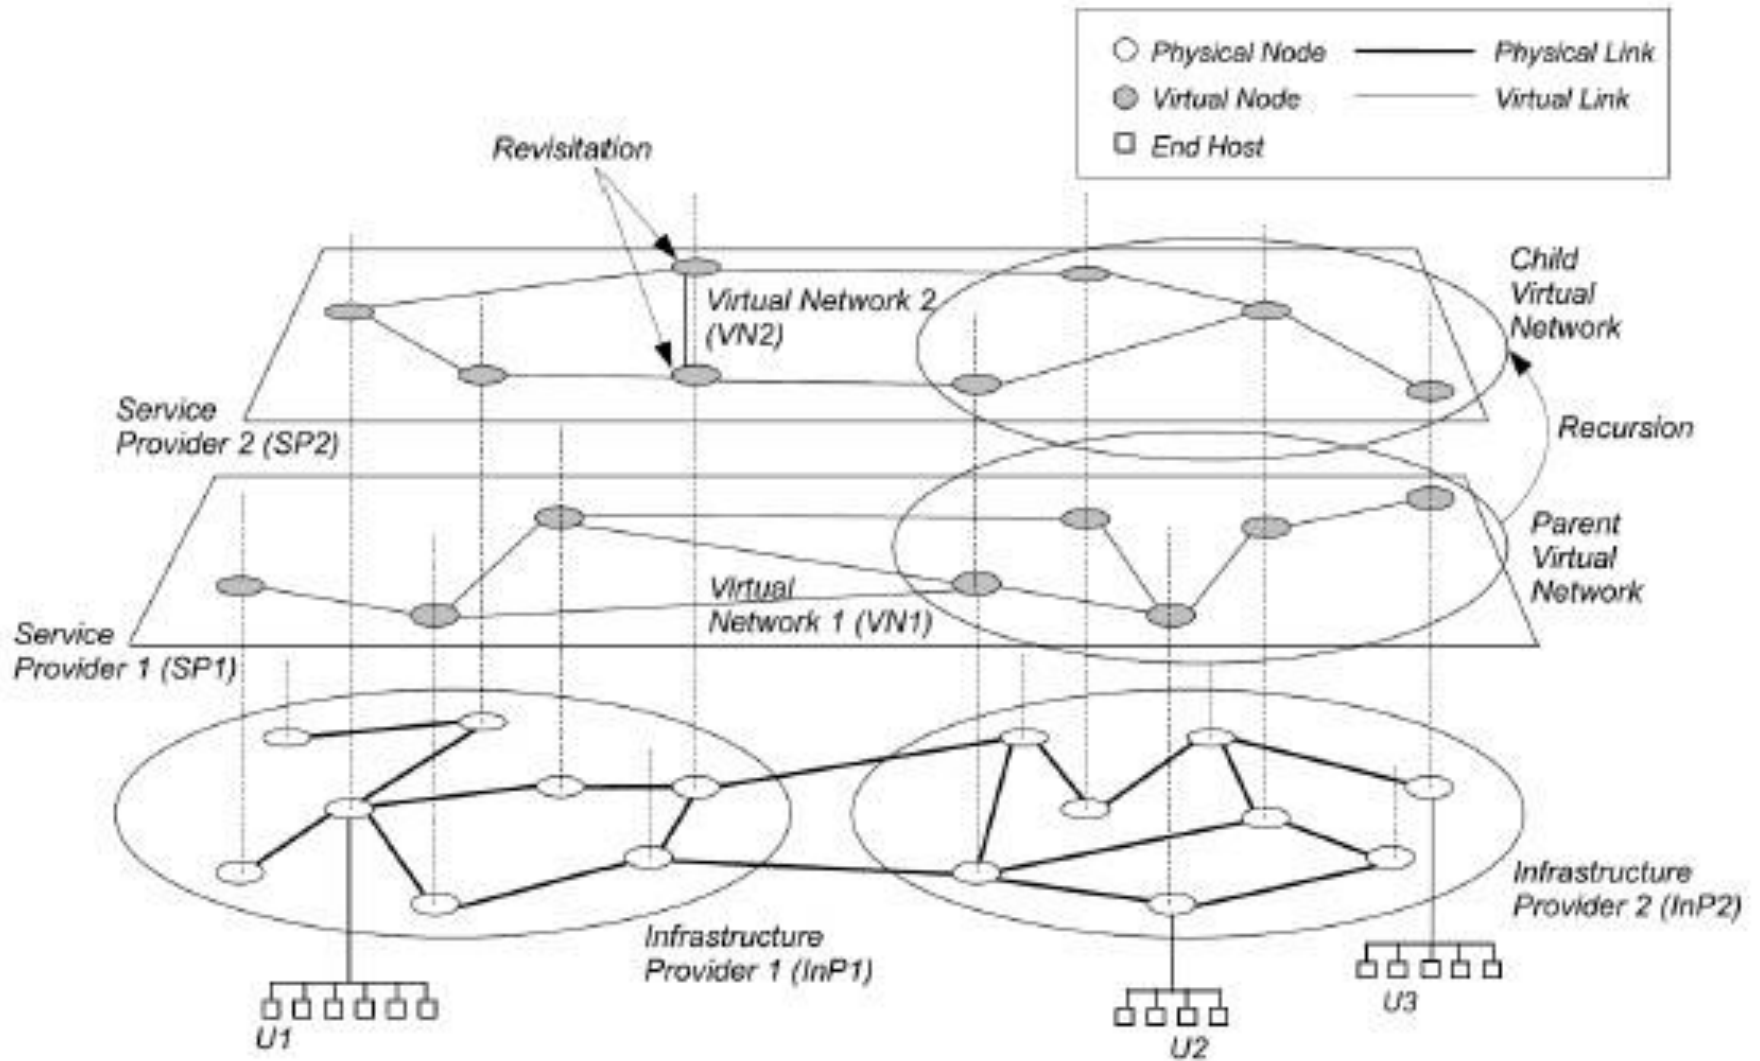 Physical Node
Physical Link
Virtual Node
Virtual Link
End Host
Revisitation
Child
Virtual
Network
Virtual Network 2
(VN2)
Service
Provider 2 (SP2)
Recursion
Parent
Virtual
Network
Virtual
Network 1 (VN1)
Service
Provider 1 (SP1)
Infrastructure
Provider 2 (InP2)
Infrastructure
Provider 1 (InP1)
U3
U1
U2